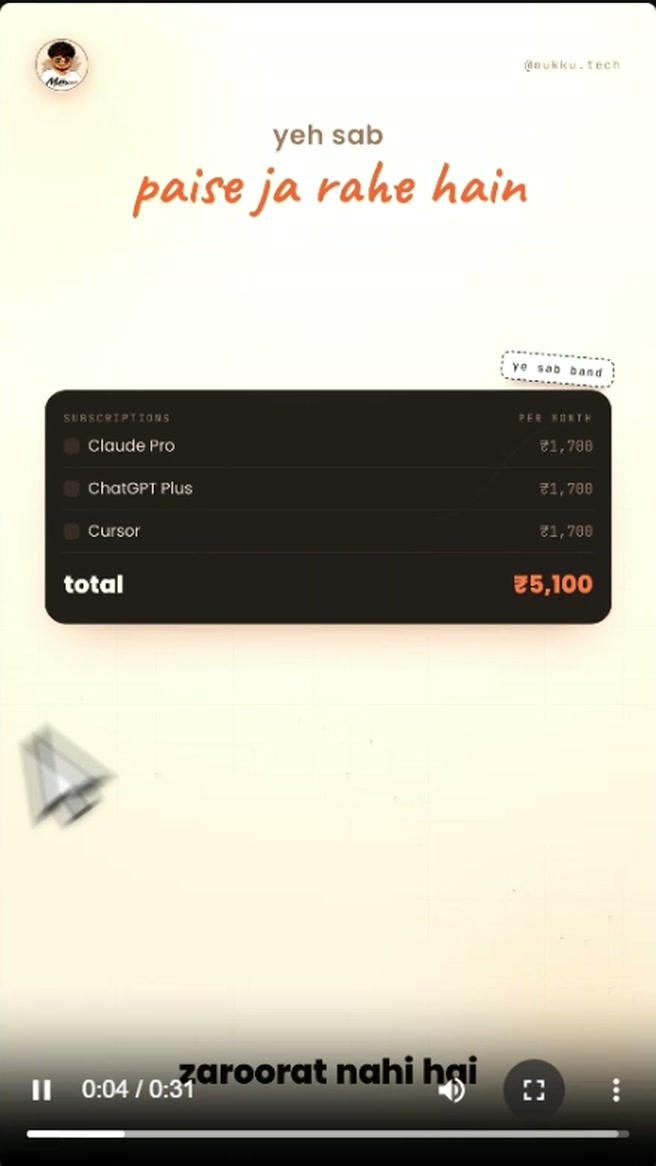 @mukku.tech
yeh sab
paise ja rahe hain
ye sab band
SUBSCRIPTIONS PER MONTH
Claude Pro ₹1,700
ChatGPT Plus ₹1,700
Cursor ₹1,700
total ₹5,100
zaroorat nahi hai
0:04 / 0:31